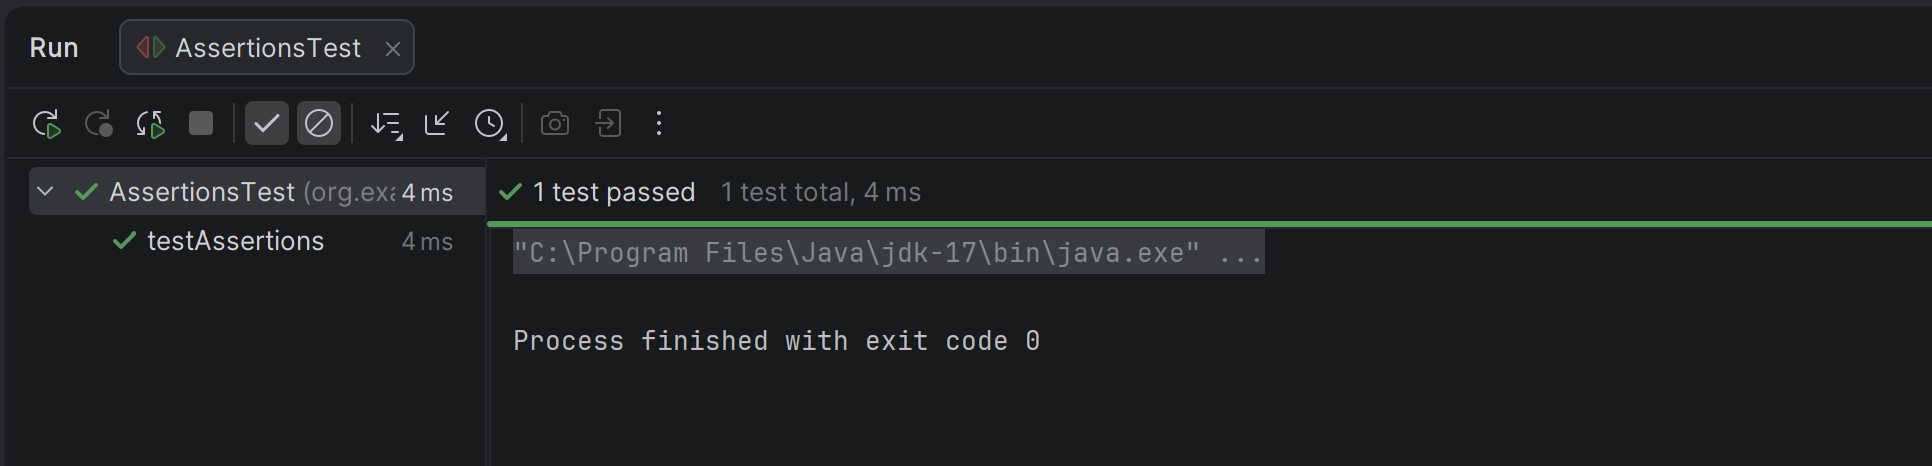 Run AssertionsTest
AssertionsTest (org.exa 4 ms
1 test passed 1 test total, 4 ms
testAssertions 4 ms
"C:\Program Files\Java\jdk-17\bin\java.exe" ...
Process finished with exit code 0